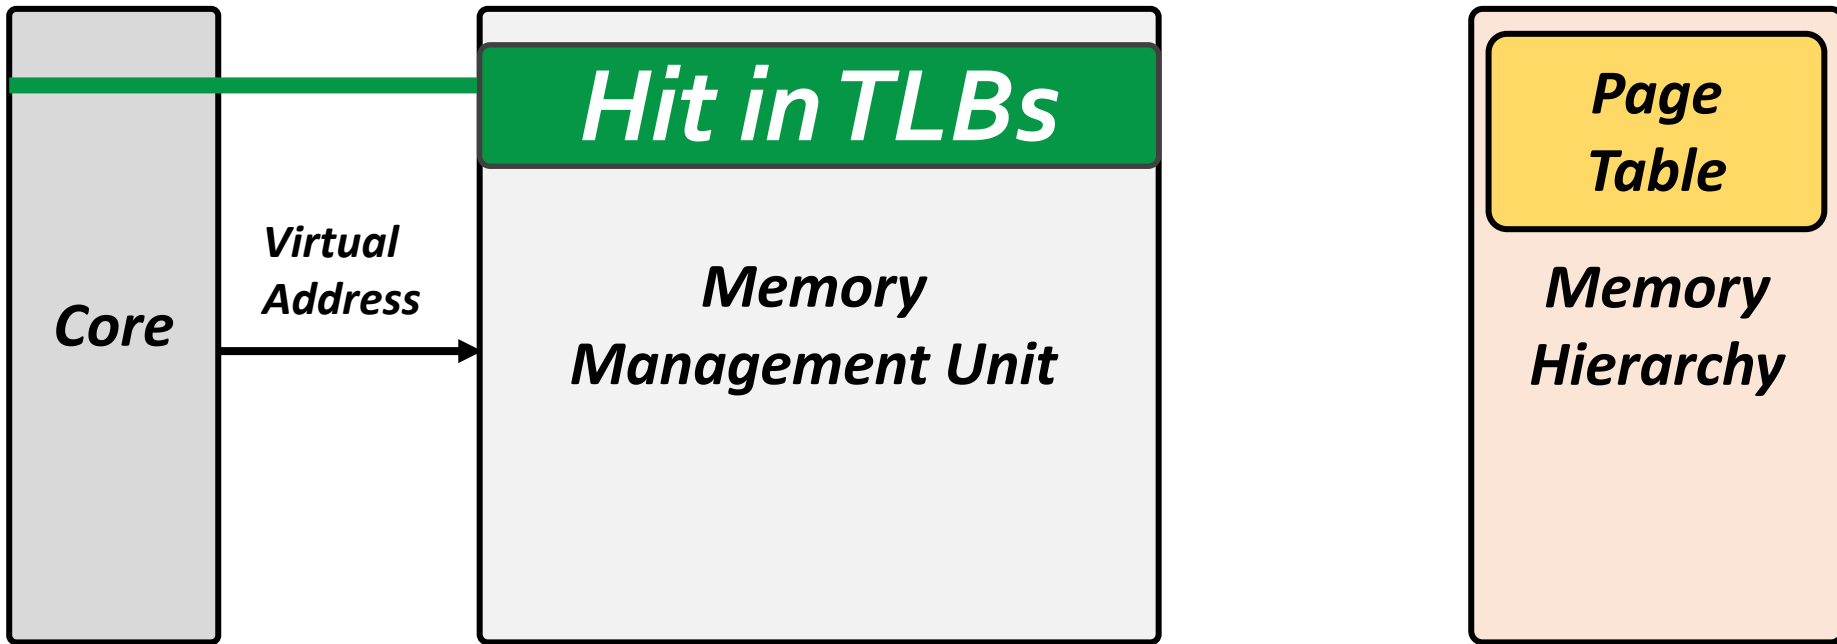 Core
Virtual
Address
Hit in TLBs
Memory
Management Unit
Page
Table
Memory
Hierarchy